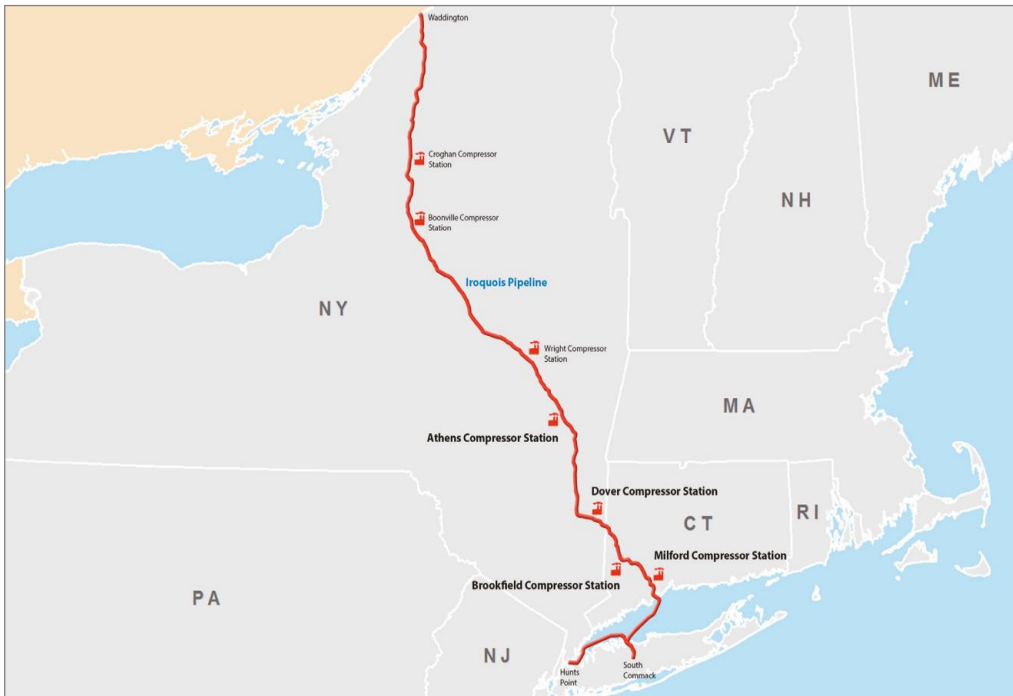 Waddington
ME
VT
Croghan Compressor
Station
NH
Boonville Compressor
Station
Iroquois Pipeline
NY
Wright Compressor
Station
MA
Athens Compressor Station
Dover Compressor Station
CT
RI
Milford Compressor Station
Brookfield Compressor Station
PA
NJ
Hunts
Point
South
Commack